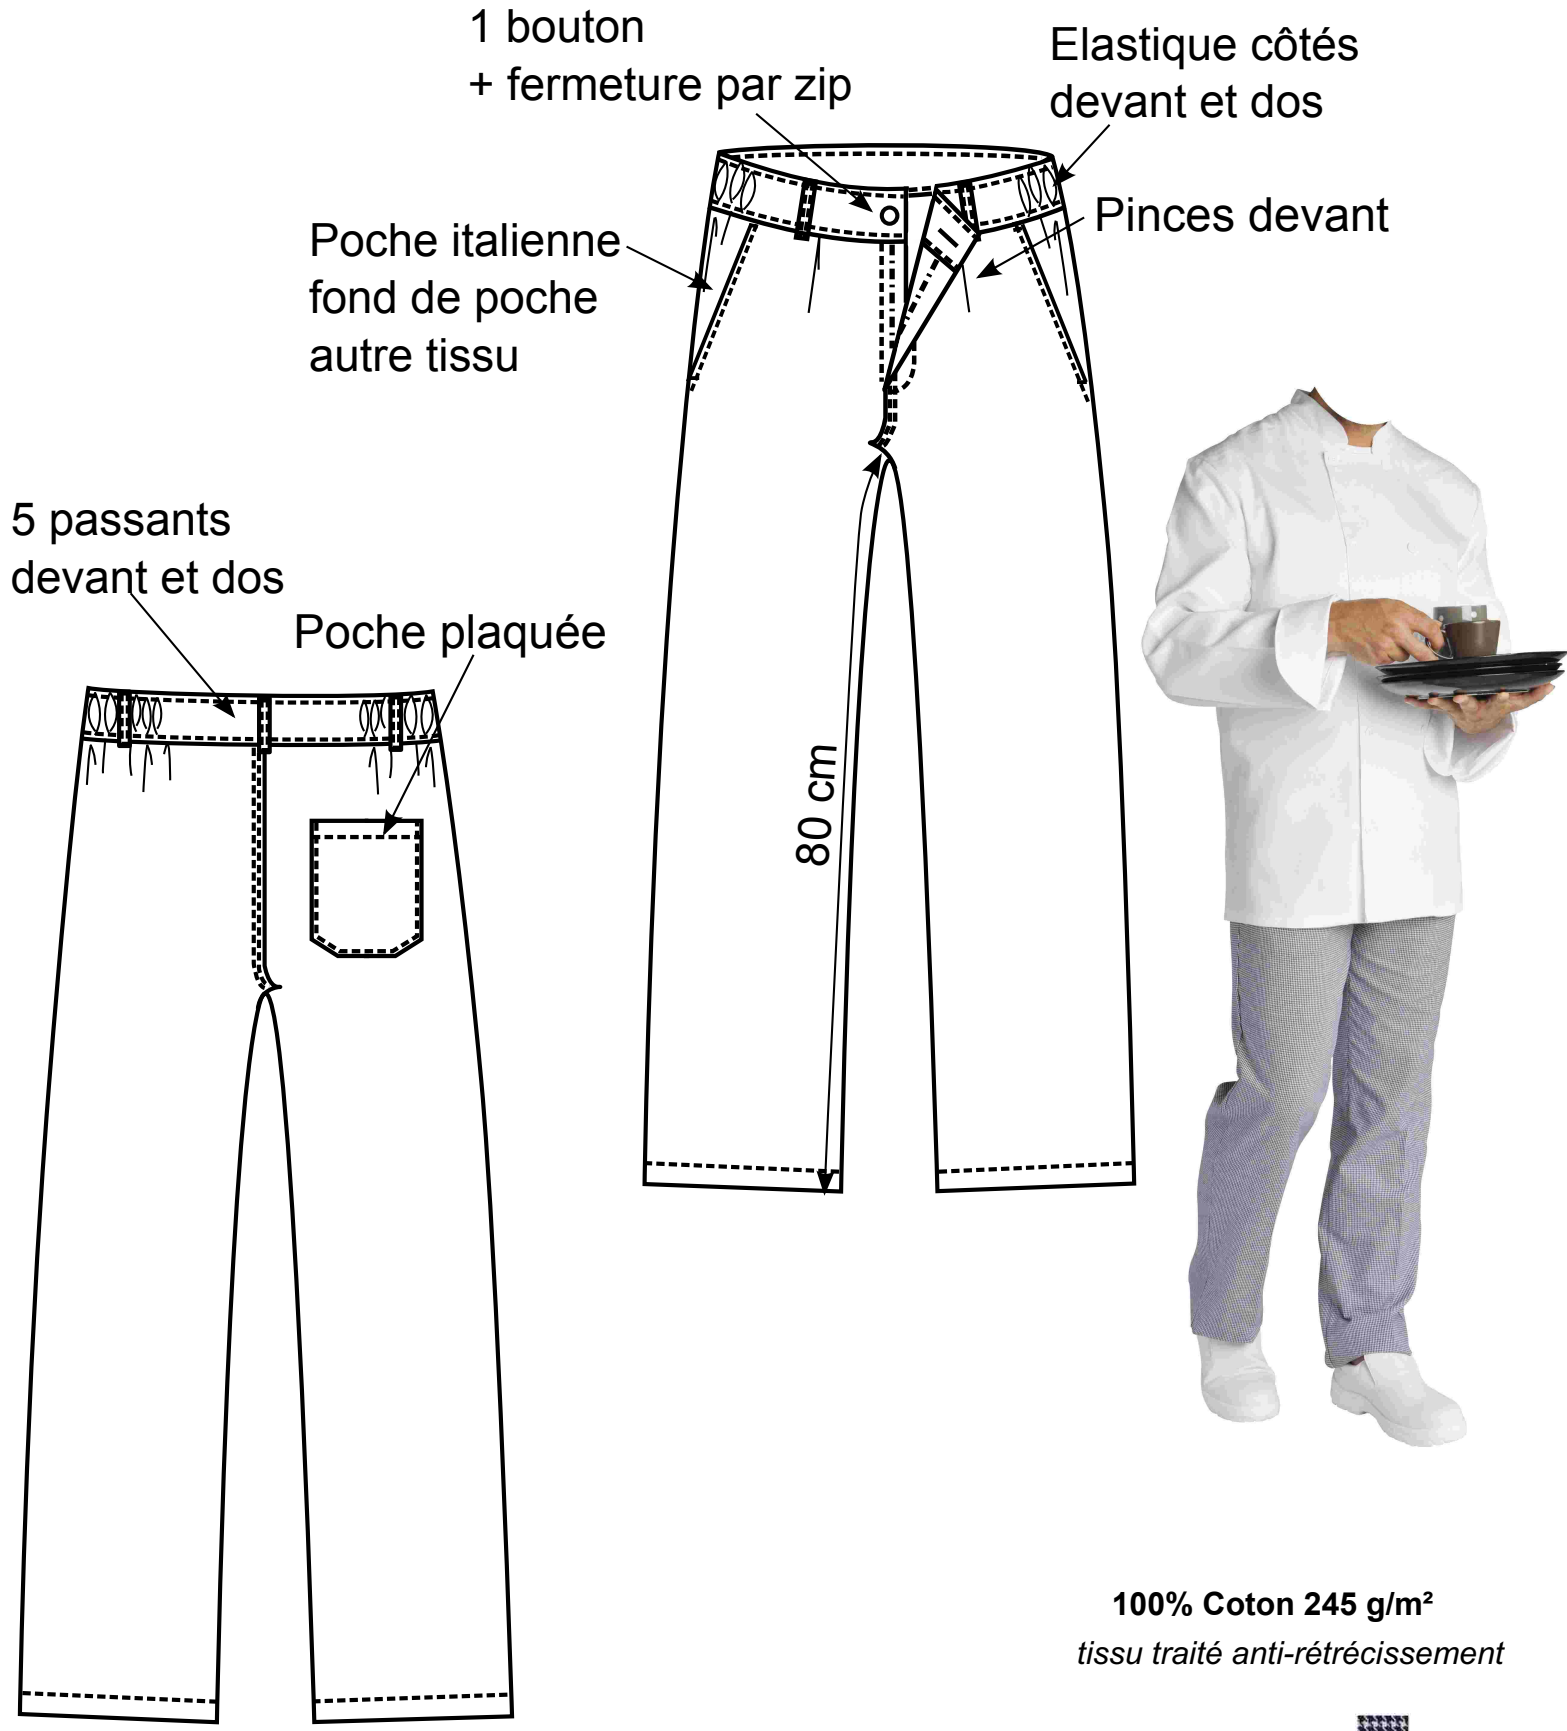 1 bouton
+ fermeture par zip
Elastique côtés
devant et dos
Pinces devant
Poche italienne
fond de poche
autre tissu
5 passants
devant et dos
Poche plaquée
80 cm
100% Coton 245 g/m²
tissu traité anti-rétrécissement